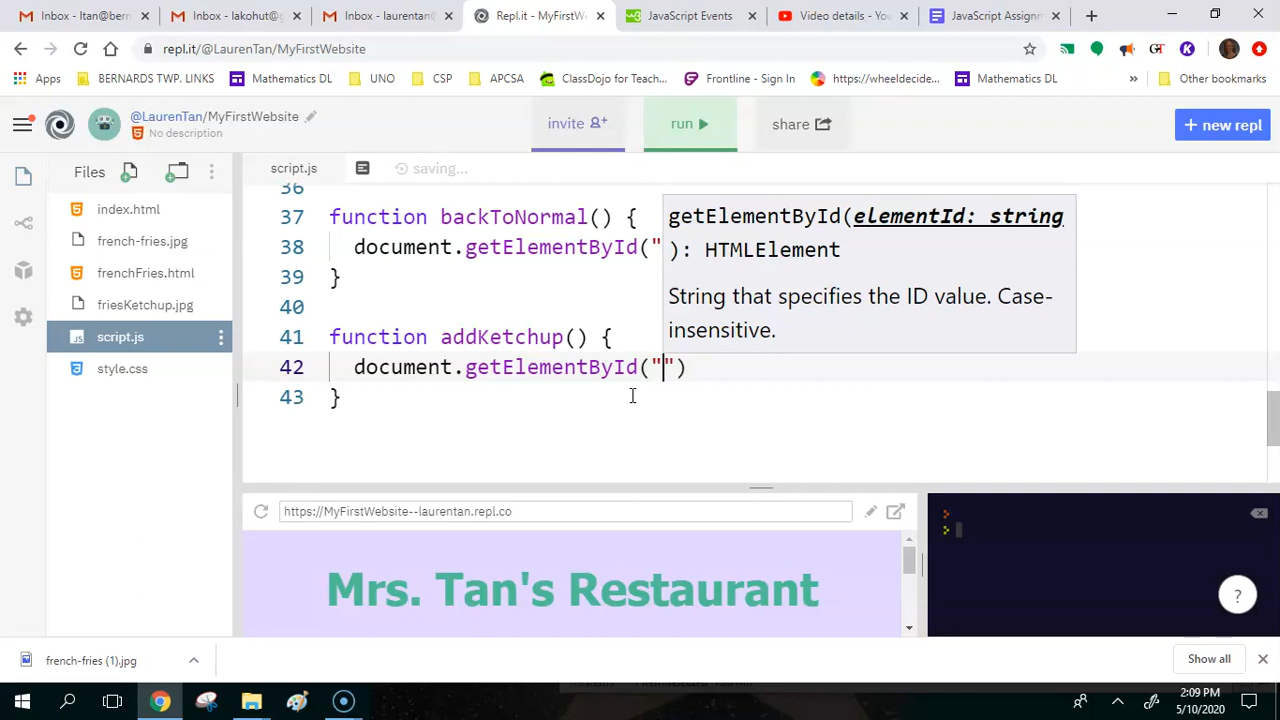 Inbox - ltan@bern
Inbox - lakohut@g
Inbox - laurentan@
Repl.it - MyFirstW
JavaScript Events
Video details - You
JavaScript Assignm
repl.it/@LaurenTan/MyFirstWebsite
Apps
BERNARDS TWP. LINKS
Mathematics DL
UNO
CSP
APCSA
ClassDojo for Teach...
Frontline - Sign In
https://wheeldecide...
Mathematics DL
»
Other bookmarks
@LaurenTan/MyFirstWebsite
No description
invite
run
share
+ new repl
Files
script.js
saving...
index.html
french-fries.jpg
frenchFries.html
friesKetchup.jpg
script.js
style.css
36
37 function backToNormal() {
38 document.getElementById("
39 }
40
41 function addKetchup() {
42 document.getElementById("")
43 }
getElementById(elementId: string
): HTMLElement
String that specifies the ID value. Case-
insensitive.
https://MyFirstWebsite--laurentan.repl.co
Mrs. Tan's Restaurant
>
>
?
french-fries (1).jpg
Show all
2:09 PM
5/10/2020